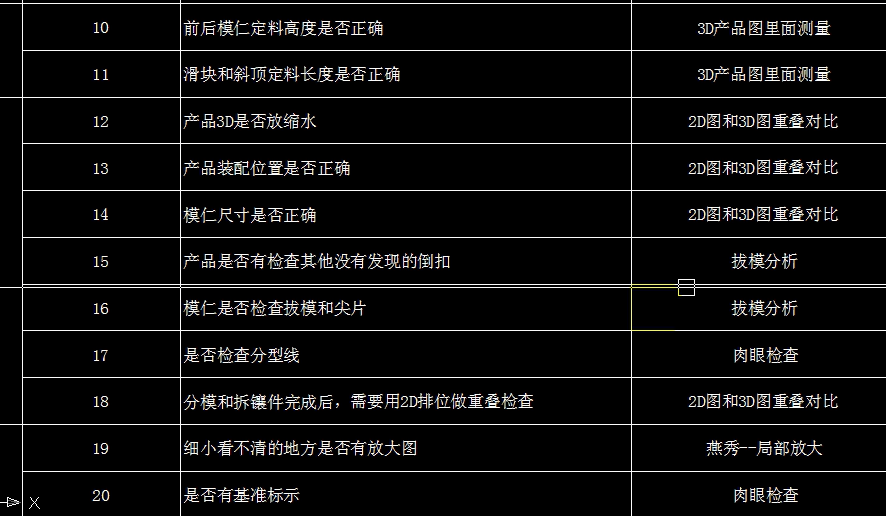 10 前后模仁定料高度是否正确 3D产品图里面测量
11 滑块和斜顶定料长度是否正确 3D产品图里面测量
12 产品3D是否放缩水 2D图和3D图重叠对比
13 产品装配位置是否正确 2D图和3D图重叠对比
14 模仁尺寸是否正确 2D图和3D图重叠对比
15 产品是否有检查其他没有发现的倒扣 拔模分析
16 模仁是否检查拔模和尖片 拔模分析
17 是否检查分型线 肉眼检查
18 分模和拆镶件完成后，需要用2D排位做重叠检查 2D图和3D图重叠对比
19 细小看不清的地方是否有放大图 燕秀--局部放大
20 是否有基准标示 肉眼检查
X